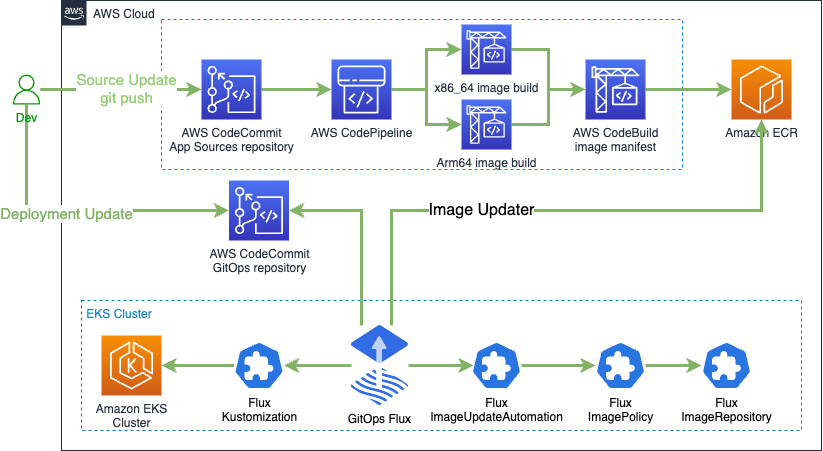 aws
AWS Cloud
Source Update
git push
Dev
AWS CodeCommit
App Sources repository
AWS CodePipeline
x86_64 image build
Arm64 image build
AWS CodeBuild
image manifest
Amazon ECR
Deployment Update
AWS CodeCommit
GitOps repository
Image Updater
EKS Cluster
Amazon EKS
Cluster
K
Flux
Kustomization
GitOps Flux
Flux
ImageUpdateAutomation
Flux
ImagePolicy
Flux
ImageRepository